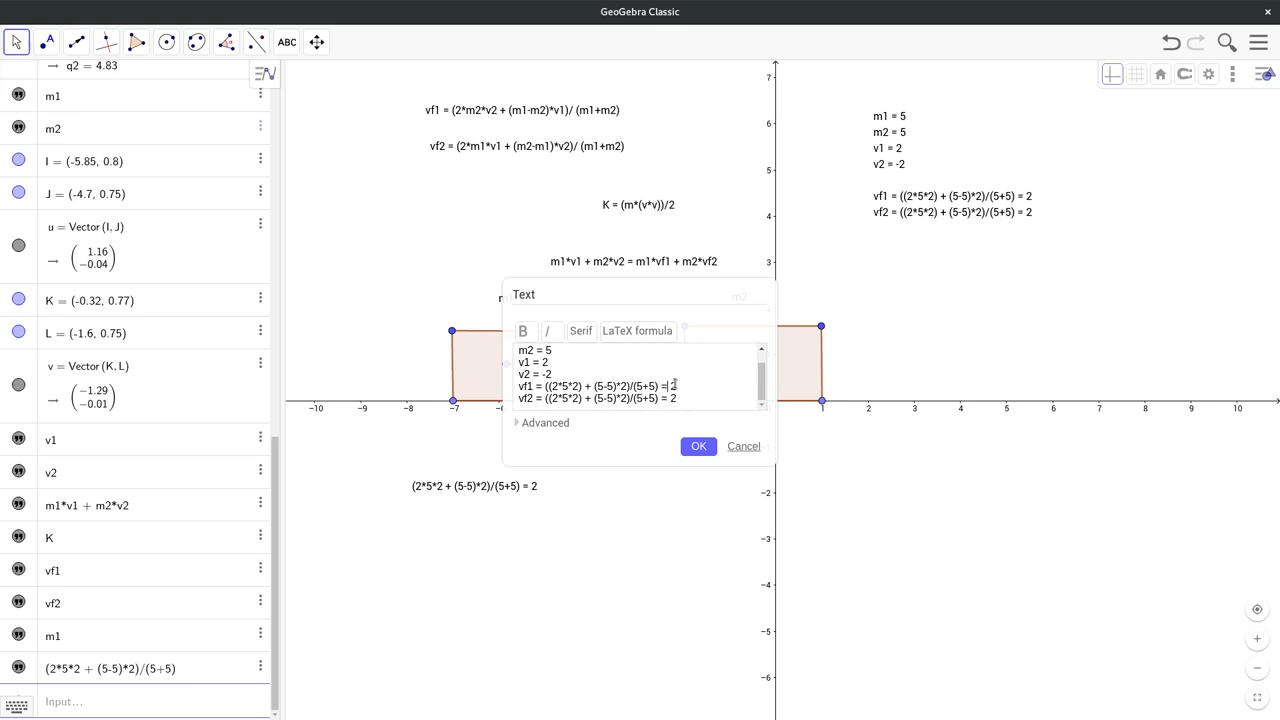 GeoGebra Classic
×
ABC
→ q2 = 4.83
m1
m2
I = (-5.85, 0.8)
J = (-4.7, 0.75)
u = Vector(I, J)
→ (1.16
−0.04)
K = (-0.32, 0.77)
L = (-1.6, 0.75)
v = Vector(K, L)
→ (−1.29
−0.01)
v1
v2
m1*v1 + m2*v2
K
vf1
vf2
m1
(2*5*2 + (5-5)*2)/(5+5)
Input…
vf1 = (2*m2*v2 + (m1-m2)*v1)/ (m1+m2)
vf2 = (2*m1*v1 + (m2-m1)*v2)/ (m1+m2)
K = (m*(v*v))/2
m1*v1 + m2*v2 = m1*vf1 + m2*vf2
m1 = 5
m2 = 5
v1 = 2
v2 = -2
vf1 = ((2*5*2) + (5-5)*2)/(5+5) = 2
vf2 = ((2*5*2) + (5-5)*2)/(5+5) = 2
m2
Text
B I Serif LaTeX formula
m2 = 5
v1 = 2
v2 = -2
vf1 = ((2*5*2) + (5-5)*2)/(5+5) = 2
vf2 = ((2*5*2) + (5-5)*2)/(5+5) = 2
Advanced
OK Cancel
(2*5*2 + (5-5)*2)/(5+5) = 2
7
6
5
4
3
−10 −9 −8 −7 1 2 3 4 5 6 7 8 9 10
−2
−3
−4
−5
−6